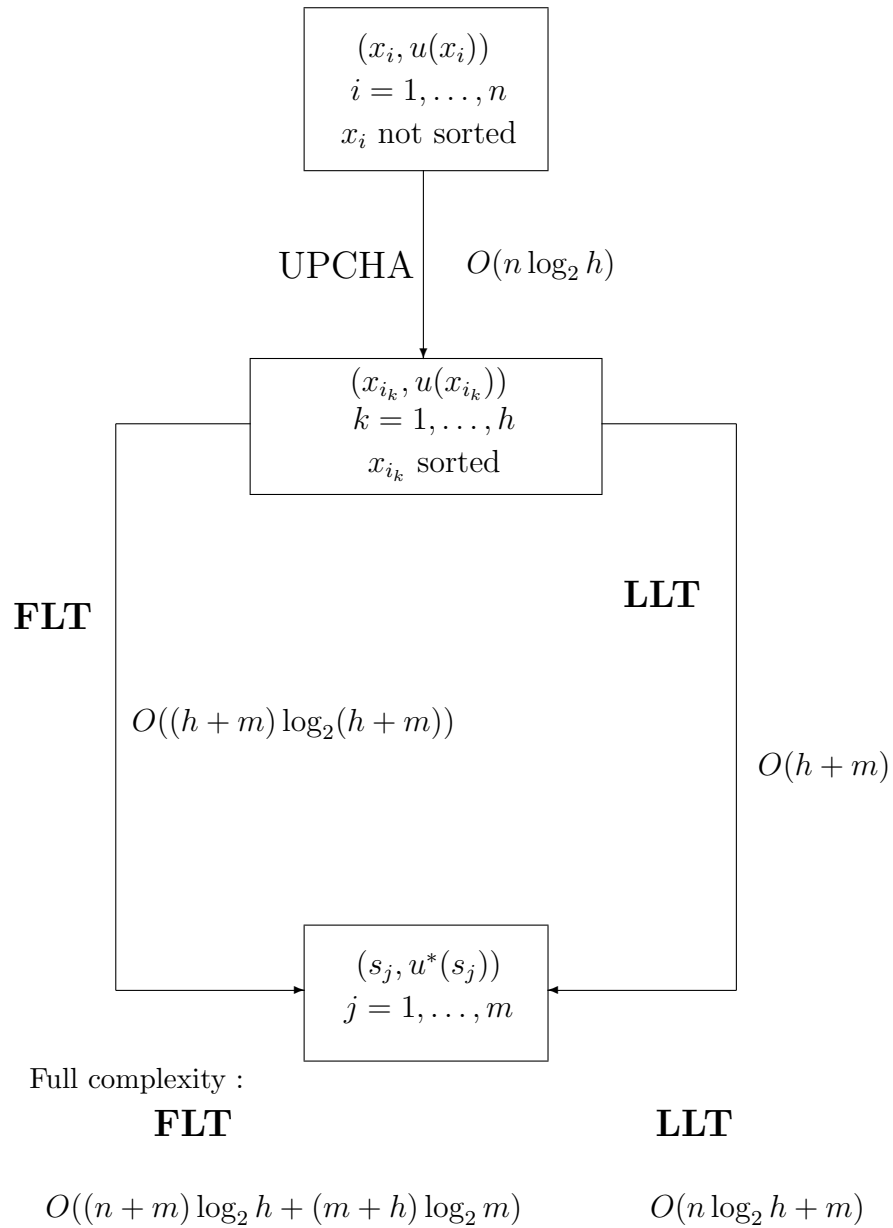 (x_i, u(x_i))
i = 1, . . . , n
x_i not sorted
UPCHA O(n log_2 h)
(x_{i_k}, u(x_{i_k}))
k = 1, . . . , h
x_{i_k} sorted
FLT
LLT
O((h + m) log_2(h + m))
O(h + m)
(s_j, u*(s_j))
j = 1, . . . , m
Full complexity :
FLT LLT
O((n + m) log_2 h + (m + h) log_2 m) O(n log_2 h + m)